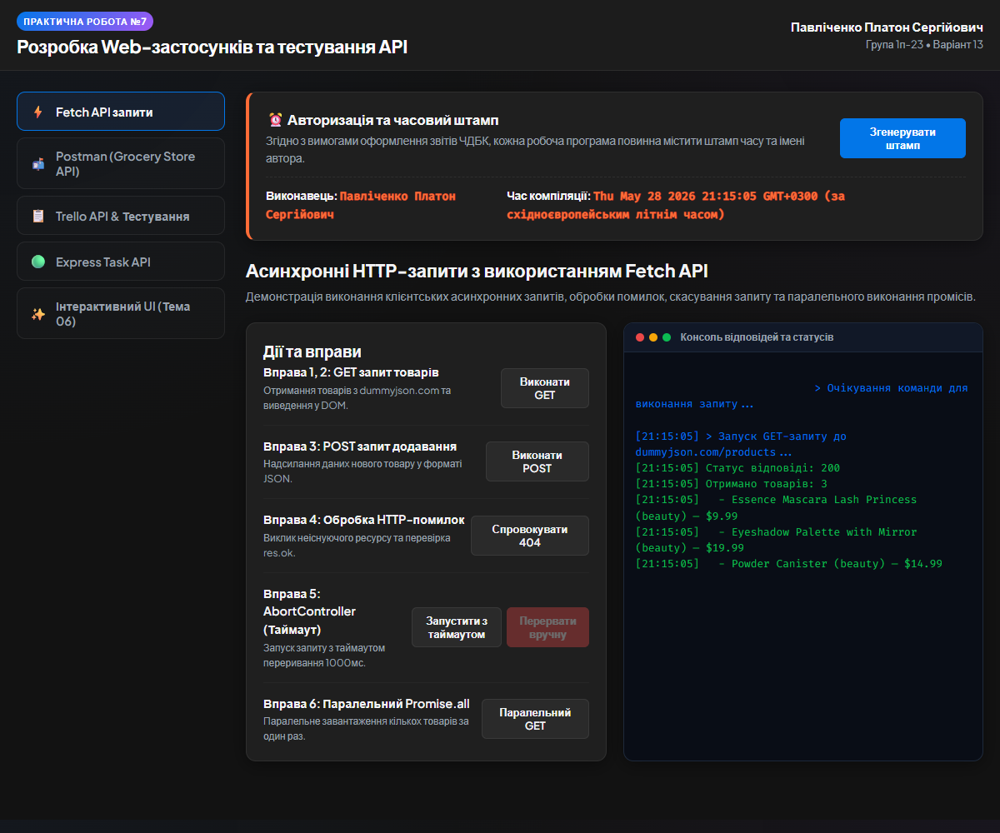 ПРАКТИЧНА РОБОТА №7
Розробка Web-застосунків та тестування API
Павліченко Платон Сергійович
Група 1п-23 • Варіант 13
Fetch API запити
Postman (Grocery Store
API)
Trello API & Тестування
Express Task API
Інтерактивний UI (Тема
06)
Авторизація та часовий штамп
Згідно з вимогами оформлення звітів ЧДБК, кожна робоча програма повинна містити штамп часу та імені
автора.
Згенерувати
штамп
Виконавець: Павліченко Платон
Сергійович
Час компіляції: Thu May 28 2026 21:15:05 GMT+0300 (за
східноєвропейським літнім часом)
Асинхронні HTTP-запити з використанням Fetch API
Демонстрація виконання клієнтських асинхронних запитів, обробки помилок, скасування запиту та паралельного виконання промісів.
Дії та вправи
Вправа 1, 2: GET запит товарів
Отримання товарів з dummyjson.com та
виведення у DOM.
Виконати
GET
Вправа 3: POST запит додавання
Надсилання даних нового товару у форматі
JSON.
Виконати
POST
Вправа 4: Обробка HTTP-помилок
Виклик неіснуючого ресурсу та перевірка
res.ok.
Спровокувати
404
Вправа 5:
AbortController
(Таймаут)
Запуск запиту з таймаутом
переривання 1000мс.
Запустити з
таймаутом
Перервати
вручну
Вправа 6: Паралельний Promise.all
Паралельне завантаження кількох товарів за
один раз.
Паралельний
GET
Консоль відповідей та статусів
> Очікування команди для
виконання запиту...
[21:15:05] > Запуск GET-запиту до
dummyjson.com/products...
[21:15:05] Статус відповіді: 200
[21:15:05] Отримано товарів: 3
[21:15:05]   - Essence Mascara Lash Princess
(beauty) — $9.99
[21:15:05]   - Eyeshadow Palette with Mirror
(beauty) — $19.99
[21:15:05]   - Powder Canister (beauty) — $14.99